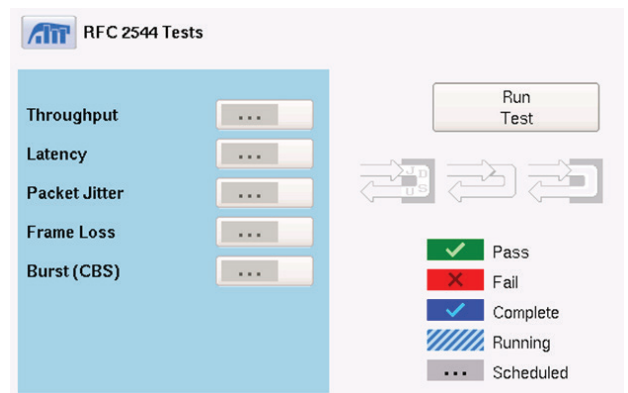 RFC 2544 Tests
Throughput ...
Latency ...
Packet Jitter ...
Frame Loss ...
Burst (CBS) ...
Run
Test
J D
U S
Pass
Fail
Complete
Running
... Scheduled